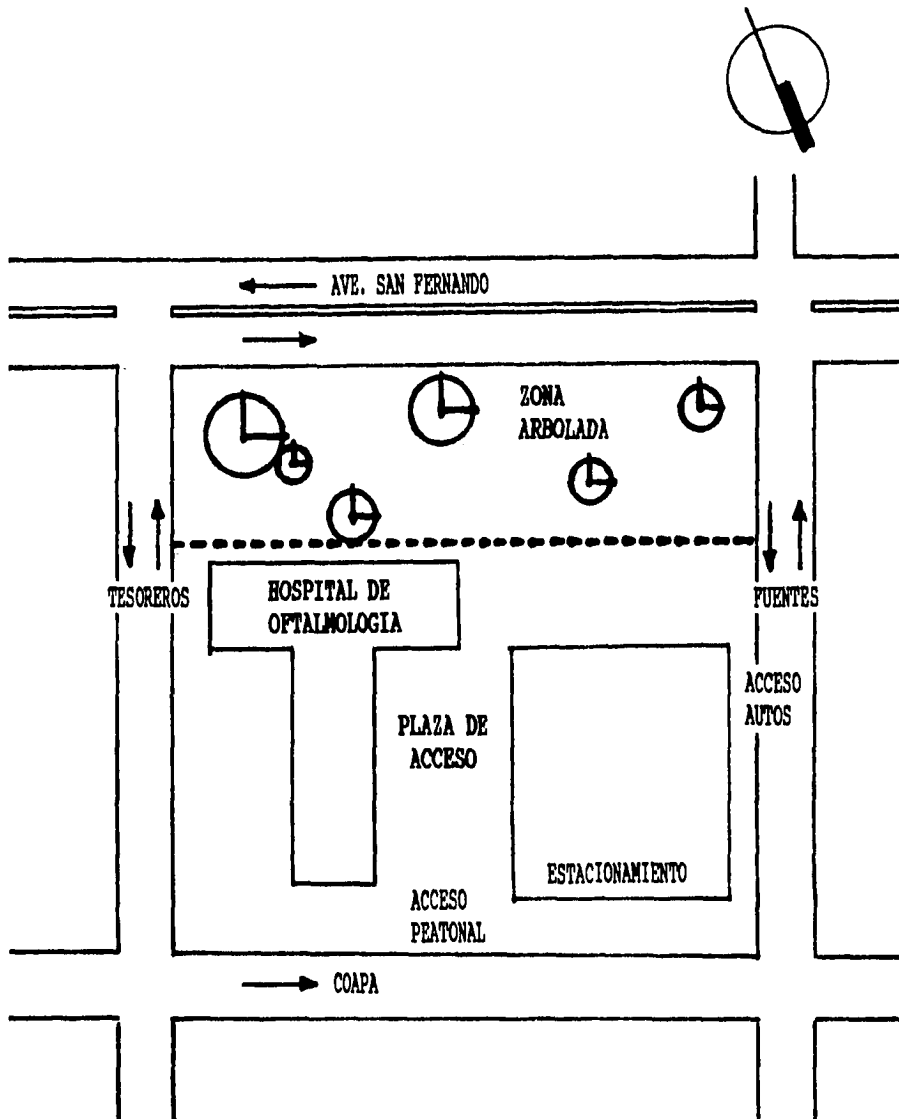 AVE. SAN FERNANDO
ZONA
ARBOLADA
TESOREROS
HOSPITAL DE
OFTALMOLOGIA
FUENTES
ACCESO
AUTOS
PLAZA DE
ACCESO
ESTACIONAMIENTO
ACCESO
PEATONAL
COAPA